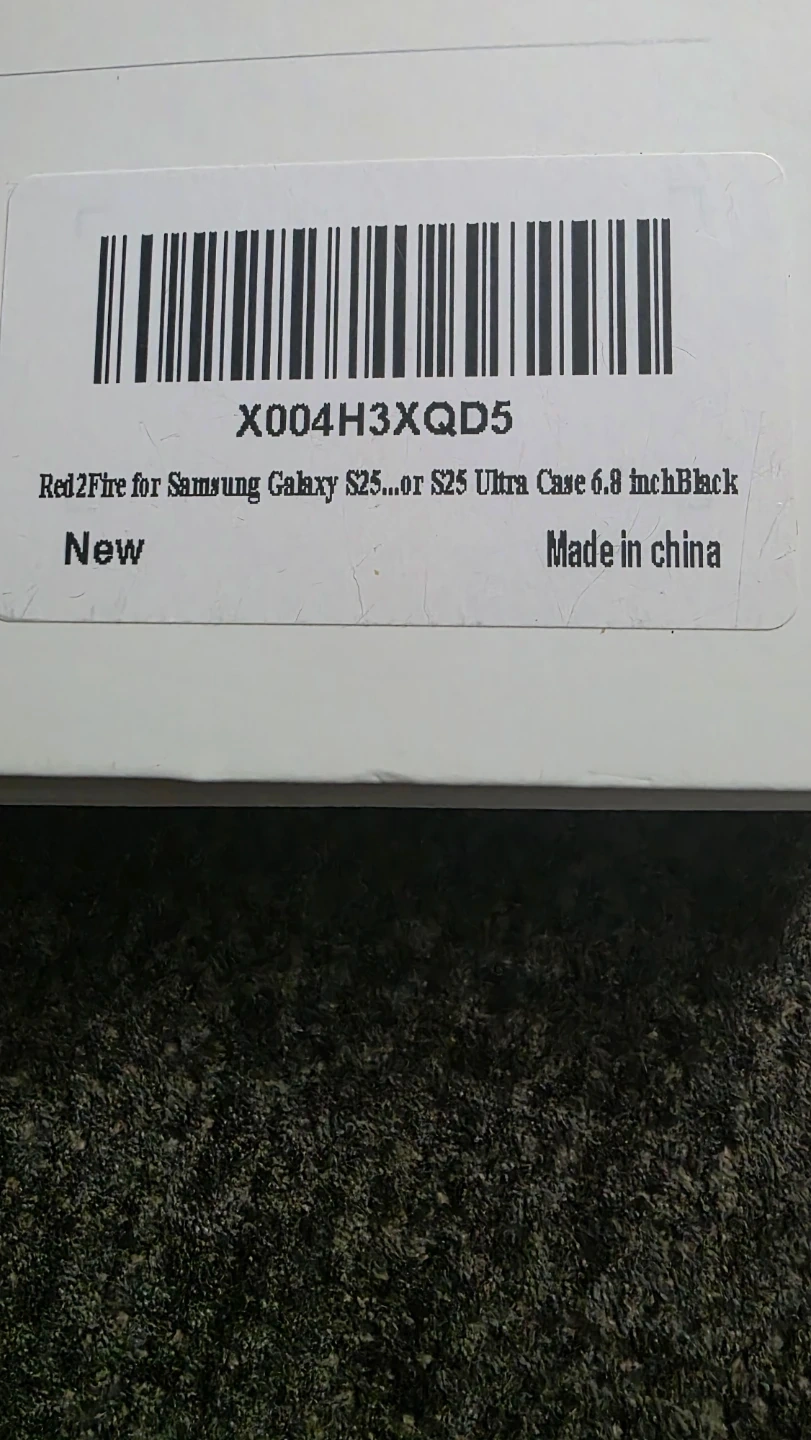 X004H3XQD5
Red2Fire for Samsung Galaxy S25...or S25 Ultra Case 6.8 inchBlack
New
Made in china